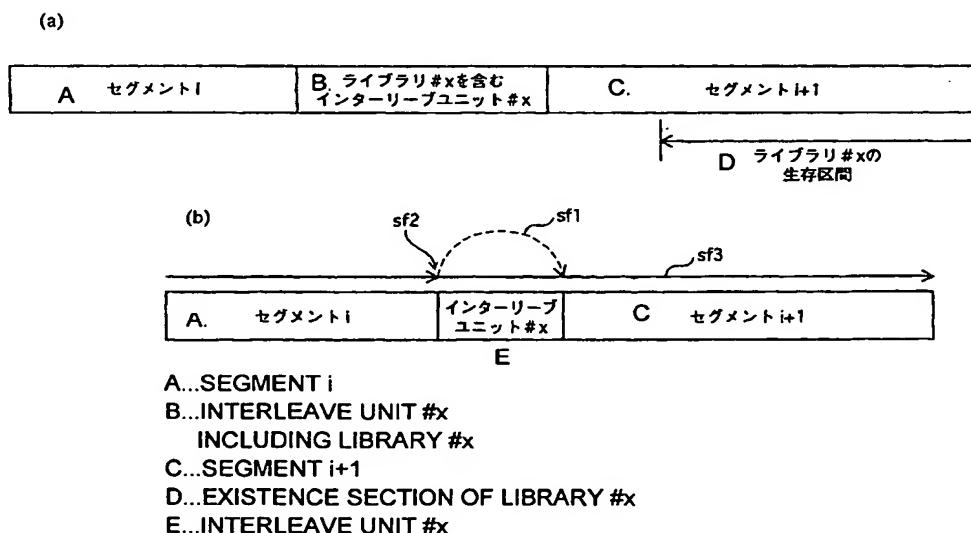 (a)
A セグメントi
B. ライブラリ#xを含む
インターリーブユニット#x
C. セグメントi+1
D ライブラリ#xの
生存区間
(b)
sf2
sf1
sf3
A. セグメントi
インターリーブ
ユニット#x
C セグメントi+1
E
A...SEGMENT i
B...INTERLEAVE UNIT #x
INCLUDING LIBRARY #x
C...SEGMENT i+1
D...EXISTENCE SECTION OF LIBRARY #x
E...INTERLEAVE UNIT #x